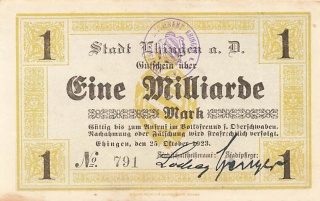 1 Stadt Ehingen a. D. 1
Gutschein über
Eine Milliarde
Mark
Gültig bis zum Aufruf im Volksfreund f. Oberschwaben.
Nachahmung oder Fälschung wird strafrechtlich verfolgt.
Ehingen, den 25. Oktober 1923.
No. 791 Stadtpflege:
1 1